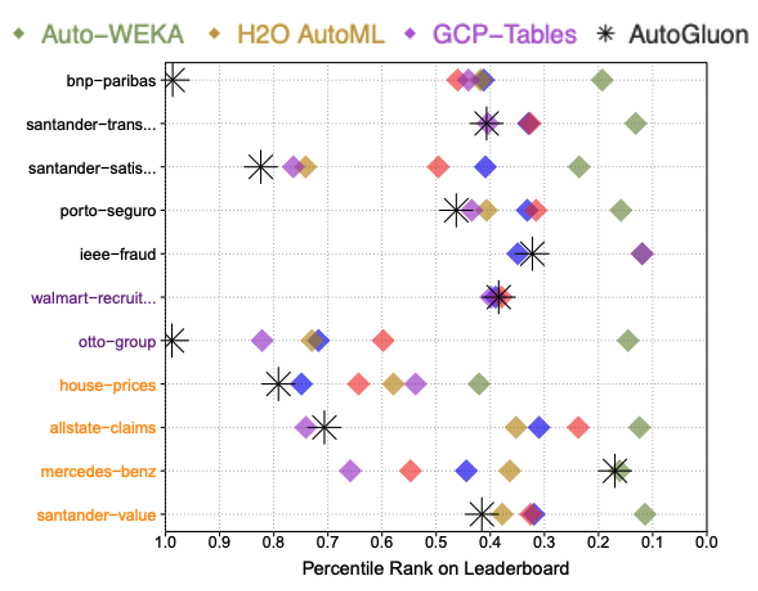 Auto−WEKA H2O AutoML GCP−Tables AutoGluon
bnp−paribas
santander−trans...
santander−satis...
porto−seguro
ieee−fraud
walmart−recruit...
otto−group
house−prices
allstate−claims
mercedes−benz
santander−value
1.0 0.9 0.8 0.7 0.6 0.5 0.4 0.3 0.2 0.1 0.0
Percentile Rank on Leaderboard